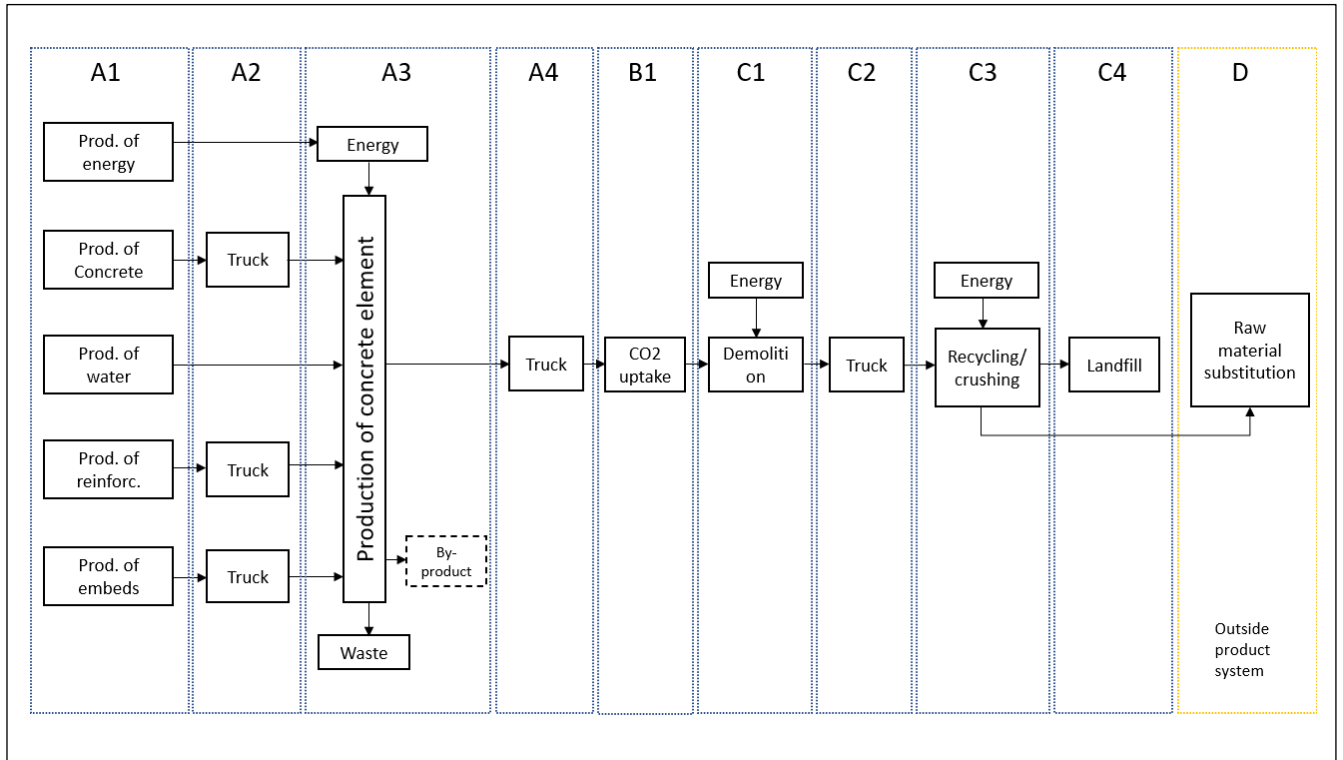 A1
A2
A3
A4
B1
C1
C2
C3
C4
D
Prod. of
energy
Energy
Prod. of
Concrete
Truck
Production of concrete element
Energy
Energy
Prod. of
water
Truck
CO2
uptake
Demoliti
on
Truck
Recycling/
crushing
Landfill
Raw
material
substitution
Prod. of
reinforc.
Truck
By-
product
Prod. of
embeds
Truck
Waste
Outside
product
system